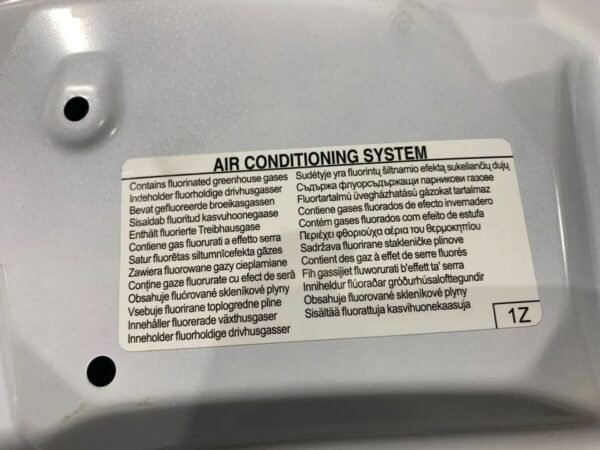 AIR CONDITIONING SYSTEM
Contains fluorinated greenhouse gases
Indeholder fluorholdige drivhusgasser
Bevat gefluoreerde broeikasgassen
Sisaldab fluoritud kasvuhoonegaase
Enthält fluorierte Treibhausgase
Contiene gas fluorurati a effetto serra
Satur fluorētas siltumnīcefekta gāzes
Zawiera fluorowane gazy cieplarniane
Conţine gaze fluorurate cu efect de seră
Obsahuje fluórované skleníkové plyny
Vsebuje fluorirane toplogredne pline
Innehåller fluorerade växthusgaser
Inneholder fluorholdige drivhusgasser
Sudėtyje yra fluorintų šiltnamio efektą sukeliančių dujų
Съдържа флуорсъдържащи парникови газове
Fluortartalmú üvegházhatású gázokat tartalmaz
Contiene gases fluorados de efecto invernadero
Contém gases fluorados com efeito de estufa
Περιέχει φθοριούχα αέρια του θερμοκηπίου
Sadržava fluorirane stakleničke plinove
Contient des gaz à effet de serre fluorés
Fih gassijiet fluworurati b'effett ta' serra
Inniheldur flúoraðar gróðurhúsalofttegundir
Obsahuje fluorované skleníkové plyny
Sisältää fluorattuja kasvihuonekaasuja
1Z